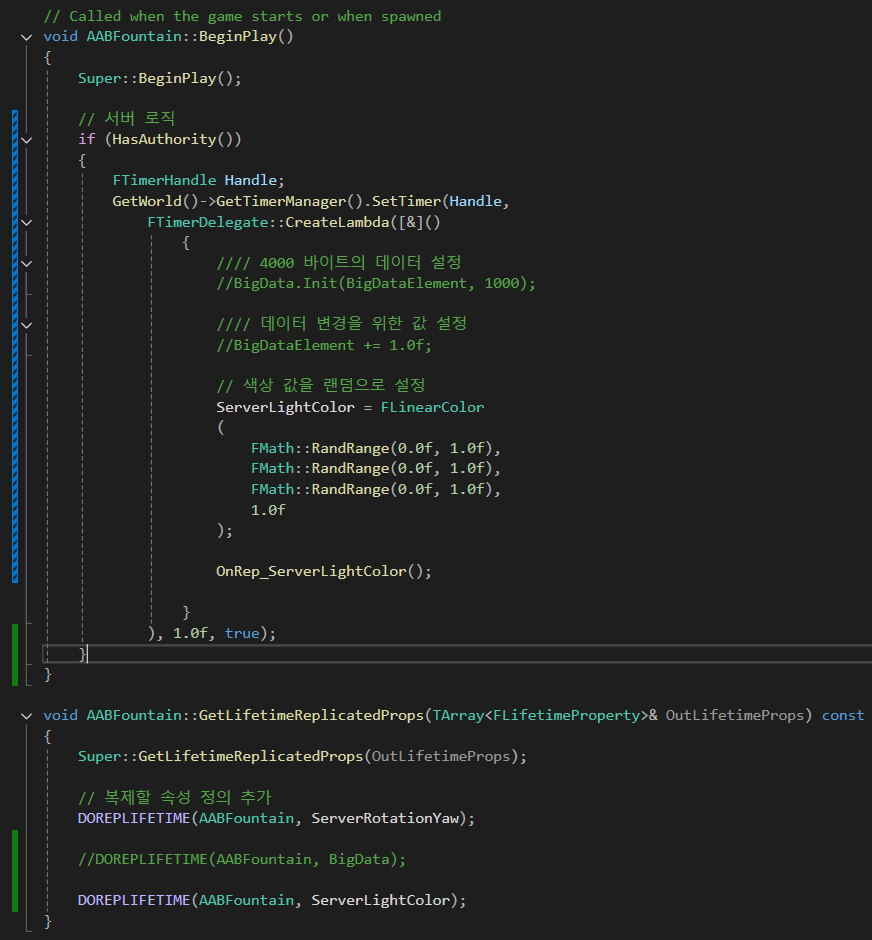 // Called when the game starts or when spawned
void AABFountain::BeginPlay()
{
Super::BeginPlay();
// 서버 로직
if (HasAuthority())
{
FTimerHandle Handle;
GetWorld()->GetTimerManager().SetTimer(Handle,
FTimerDelegate::CreateLambda([&]()
{
//// 4000 바이트의 데이터 설정
//BigData.Init(BigDataElement, 1000);
//// 데이터 변경을 위한 값 설정
//BigDataElement += 1.0f;
// 색상 값을 랜덤으로 설정
ServerLightColor = FLinearColor
(
FMath::RandRange(0.0f, 1.0f),
FMath::RandRange(0.0f, 1.0f),
FMath::RandRange(0.0f, 1.0f),
1.0f
);
OnRep_ServerLightColor();
}
), 1.0f, true);
}
}
void AABFountain::GetLifetimeReplicatedProps(TArray<FLifetimeProperty>& OutLifetimeProps) const
{
Super::GetLifetimeReplicatedProps(OutLifetimeProps);
// 복제할 속성 정의 추가
DOREPLIFETIME(AABFountain, ServerRotationYaw);
//DOREPLIFETIME(AABFountain, BigData);
DOREPLIFETIME(AABFountain, ServerLightColor);
}